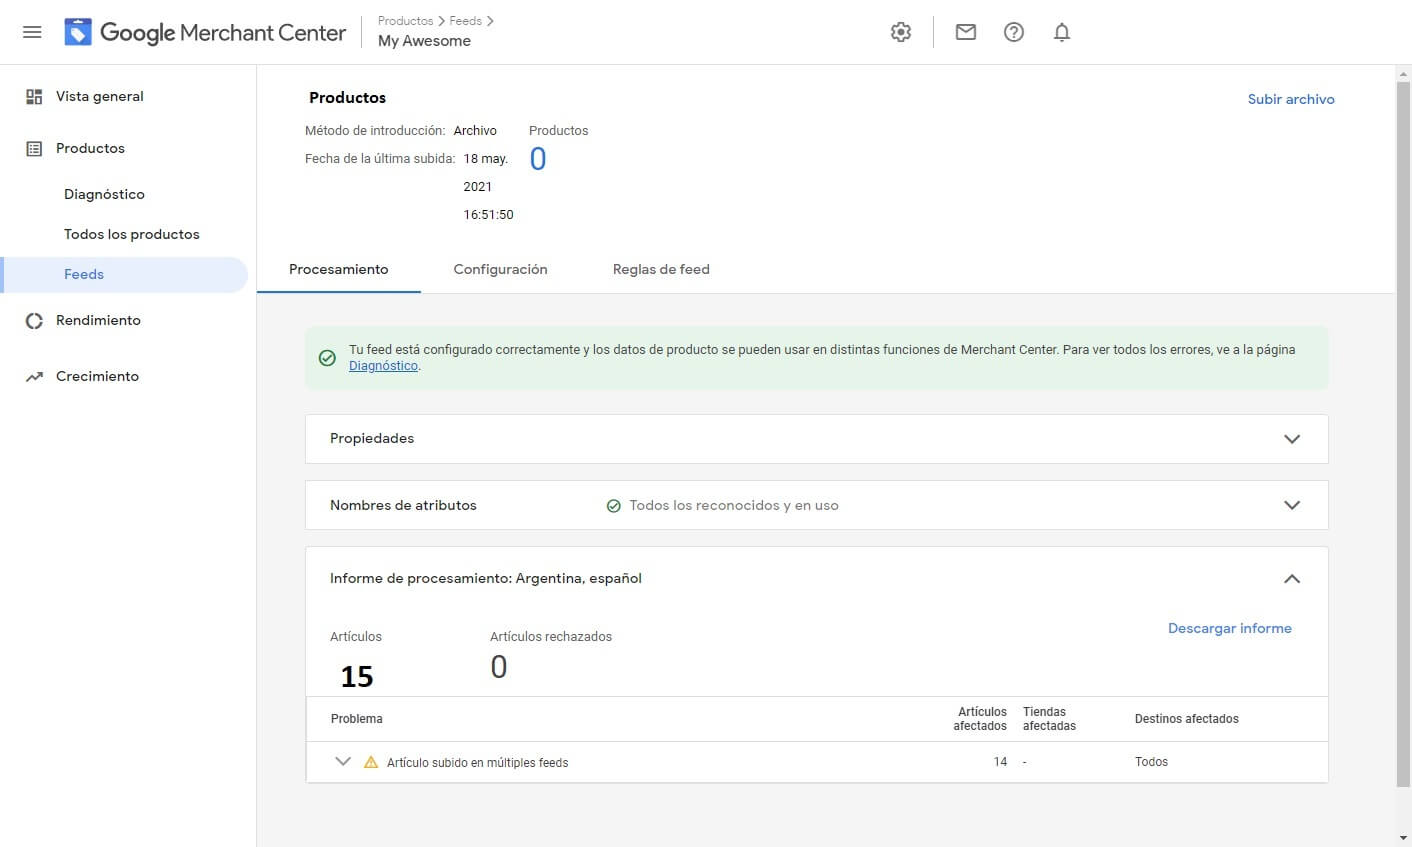 Google Merchant Center
Productos > Feeds >
My Awesome
Vista general
Productos
Diagnóstico
Todos los productos
Feeds
Rendimiento
Crecimiento
Productos
Subir archivo
Método de introducción: Archivo
Productos
Fecha de la última subida: 18 may.
0
2021
16:51:50
Procesamiento
Configuración
Reglas de feed
Tu feed está configurado correctamente y los datos de producto se pueden usar en distintas funciones de Merchant Center. Para ver todos los errores, ve a la página
Diagnóstico.
Propiedades
Nombres de atributos
Todos los reconocidos y en uso
Informe de procesamiento: Argentina, español
Artículos
Artículos rechazados
Descargar informe
15
0
Problema
Artículos
afectados
Tiendas
afectadas
Destinos afectados
Artículo subido en múltiples feeds
14
-
Todos